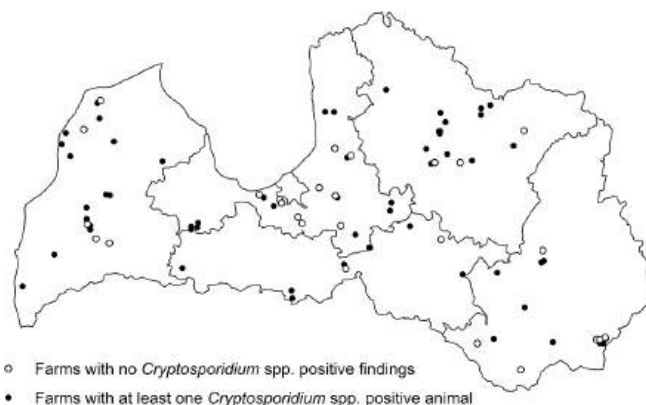 Farms with no Cryptosporidium spp. positive findings
Farms with at least one Cryptosporidium spp. positive animal